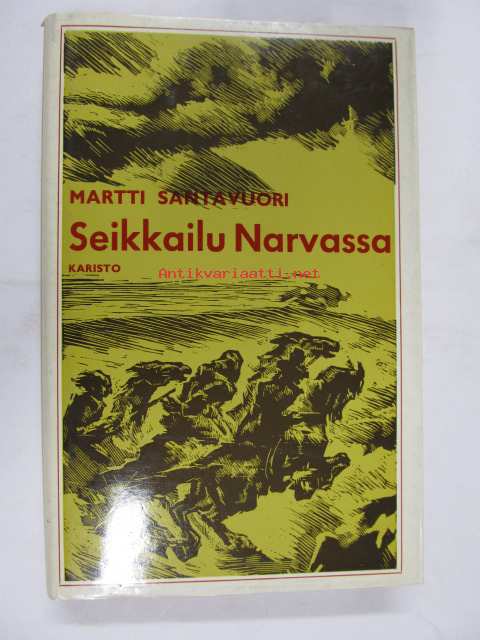 MARTTI SANTAVUORI
Seikkailu Narvassa
KARISTO
Antikvariaatti.net